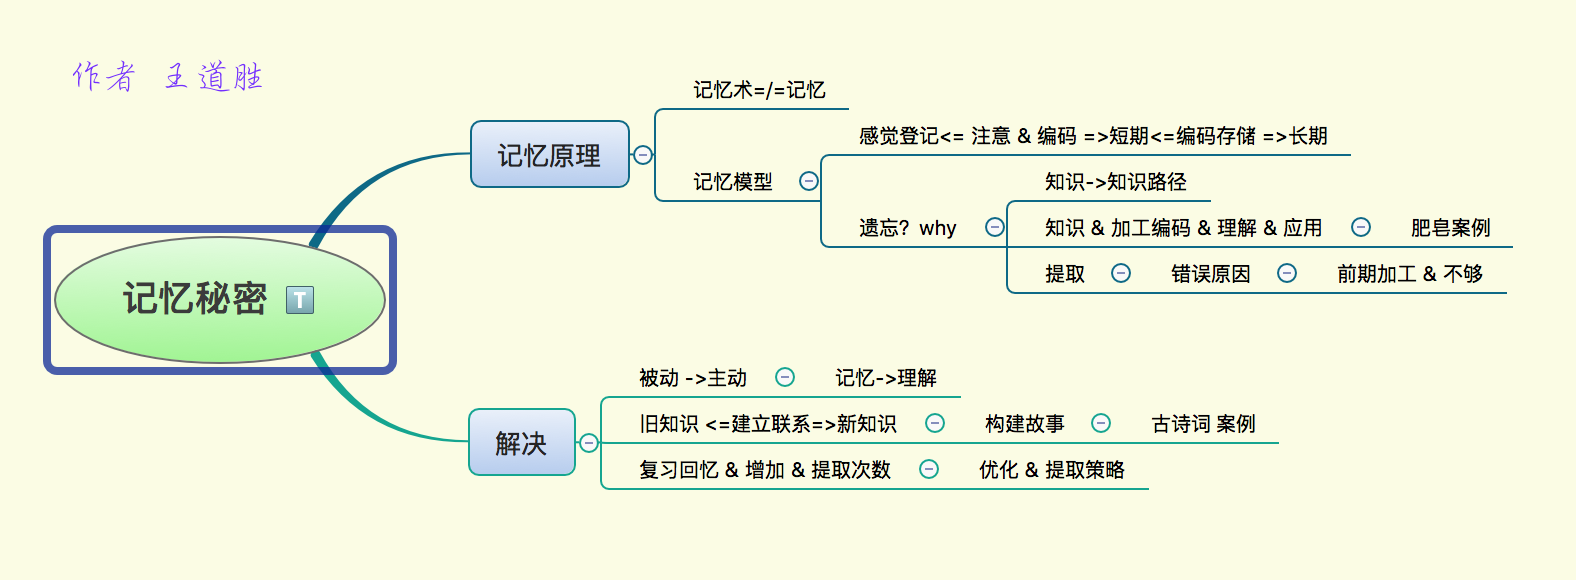 作者 王道胜
记忆秘密 T
记忆原理
记忆术=/=记忆
记忆模型
感觉登记<= 注意 & 编码 =>短期<=编码存储 =>长期
遗忘？why
知识->知识路径
知识 & 加工编码 & 理解 & 应用 肥皂案例
提取 错误原因 前期加工 & 不够
解决
被动 ->主动 记忆->理解
旧知识 <=建立联系=>新知识 构建故事 古诗词 案例
复习回忆 & 增加 & 提取次数 优化 & 提取策略